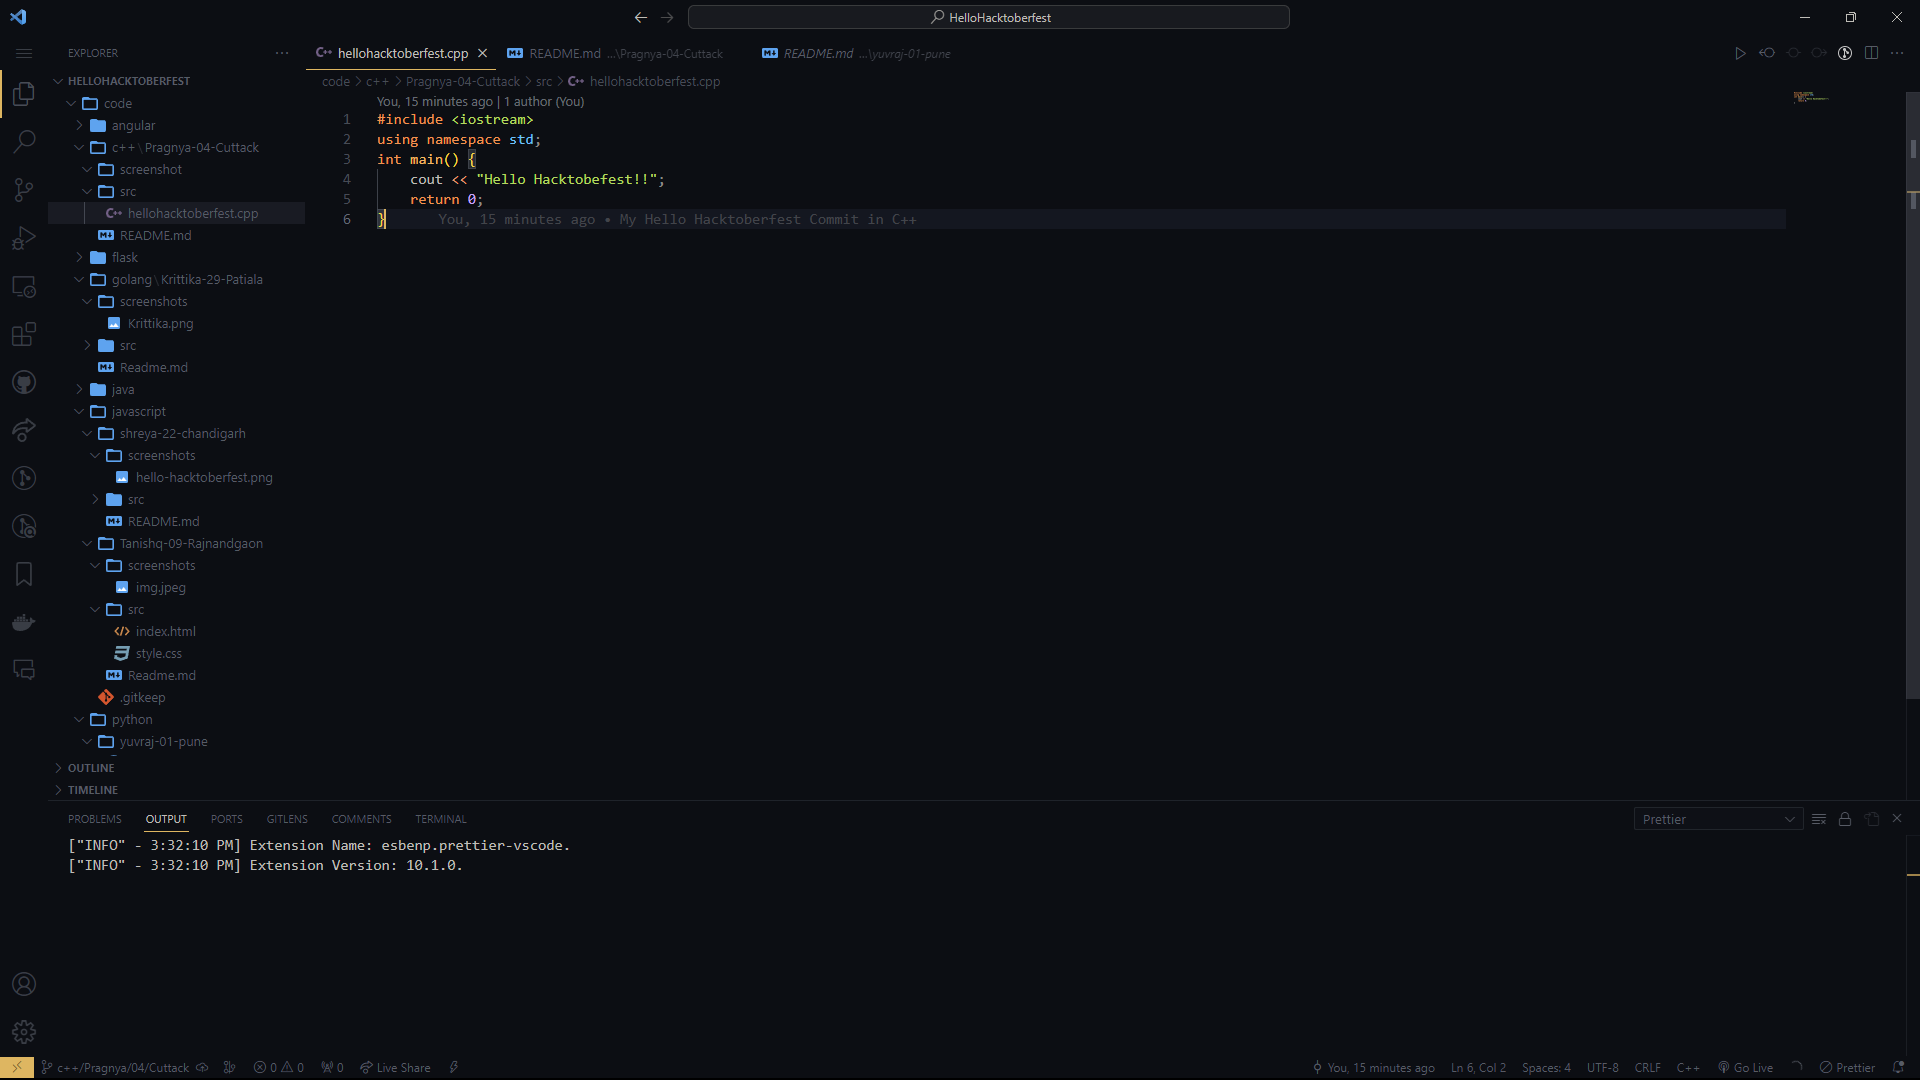 HelloHacktoberfest
EXPLORER
HELLOHACKTOBERFEST
code
angular
c++\Pragnya-04-Cuttack
screenshot
src
hellohacktoberfest.cpp
README.md
flask
golang\Krittika-29-Patiala
screenshots
Krittika.png
src
Readme.md
java
javascript
shreya-22-chandigarh
screenshots
hello-hacktoberfest.png
src
README.md
Tanishq-09-Rajnandgaon
screenshots
img.jpeg
src
index.html
style.css
Readme.md
.gitkeep
python
yuvraj-01-pune
OUTLINE
TIMELINE
hellohacktoberfest.cpp README.md ...\Pragnya-04-Cuttack README.md ...\yuvraj-01-pune
code > c++ > Pragnya-04-Cuttack > src > hellohacktoberfest.cpp
You, 15 minutes ago | 1 author (You)
1 #include <iostream>
2 using namespace std;
3 int main() {
4 cout << "Hello Hacktobefest!!";
5 return 0;
6 } You, 15 minutes ago • My Hello Hacktoberfest Commit in C++
PROBLEMS OUTPUT PORTS GITLENS COMMENTS TERMINAL Prettier
["INFO" - 3:32:10 PM] Extension Name: esbenp.prettier-vscode.
["INFO" - 3:32:10 PM] Extension Version: 10.1.0.
c++/Pragnya/04/Cuttack 0 0 0 Live Share You, 15 minutes ago Ln 6, Col 2 Spaces: 4 UTF-8 CRLF C++ Go Live Prettier